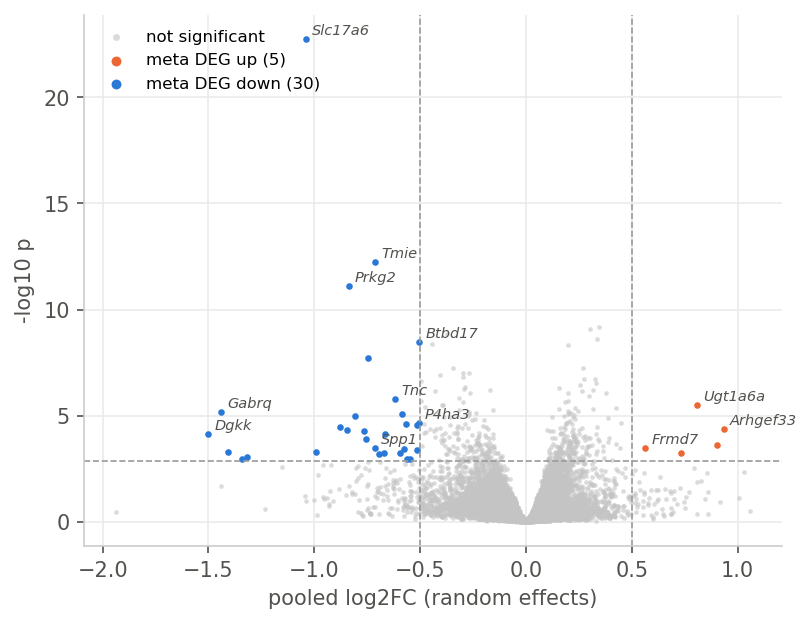 not significant
meta DEG up (5)
meta DEG down (30)
Slc17a6
Tmie
Prkg2
Btbd17
Tnc
Gabrq
P4ha3
Dgkk
Spp1
Ugt1a6a
Arhgef33
Frmd7
20
15
10
5
0
-log10 p
−2.0
−1.5
−1.0
−0.5
0.0
0.5
1.0
pooled log2FC (random effects)